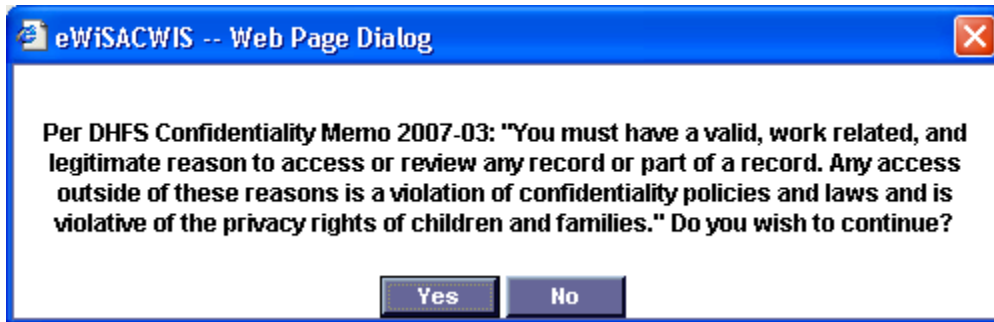 eWiSACWIS -- Web Page Dialog
Per DHFS Confidentiality Memo 2007-03: "You must have a valid, work related, and
legitimate reason to access or review any record or part of a record. Any access
outside of these reasons is a violation of confidentiality policies and laws and is
violative of the privacy rights of children and families." Do you wish to continue?
Yes No